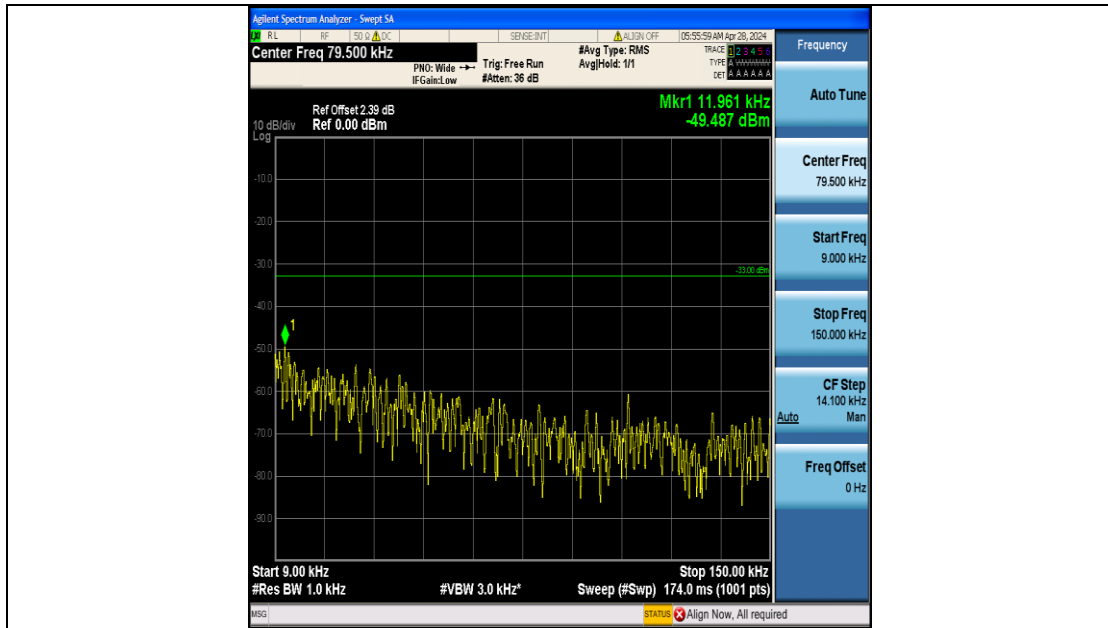 Agilent Spectrum Analyzer - Swept SA
RL RF 50 Ω DC SENSE:INT ALIGN OFF 05:55:59 AM Apr 28, 2024
Center Freq 79.500 kHz
PNO: Wide
IFGain:Low
Trig: Free Run
#Atten: 36 dB
#Avg Type: RMS
Avg|Hold: 1/1
TRACE 1 2 3 4 5 6
TYPE A WWWWW
DET A A A A A A
Mkr1 11.961 kHz
-49.487 dBm
Ref Offset 2.39 dB
10 dB/div Ref 0.00 dBm
Log
-10.0
-20.0
-30.0
-33.00 dBm
-40.0
1
-50.0
-60.0
-70.0
-80.0
-90.0
Start 9.00 kHz Stop 150.00 kHz
#Res BW 1.0 kHz #VBW 3.0 kHz* Sweep (#Swp) 174.0 ms (1001 pts)
MSG STATUS Align Now, All required
Frequency
Auto Tune
Center Freq
79.500 kHz
Start Freq
9.000 kHz
Stop Freq
150.000 kHz
CF Step
14.100 kHz
Auto Man
Freq Offset
0 Hz